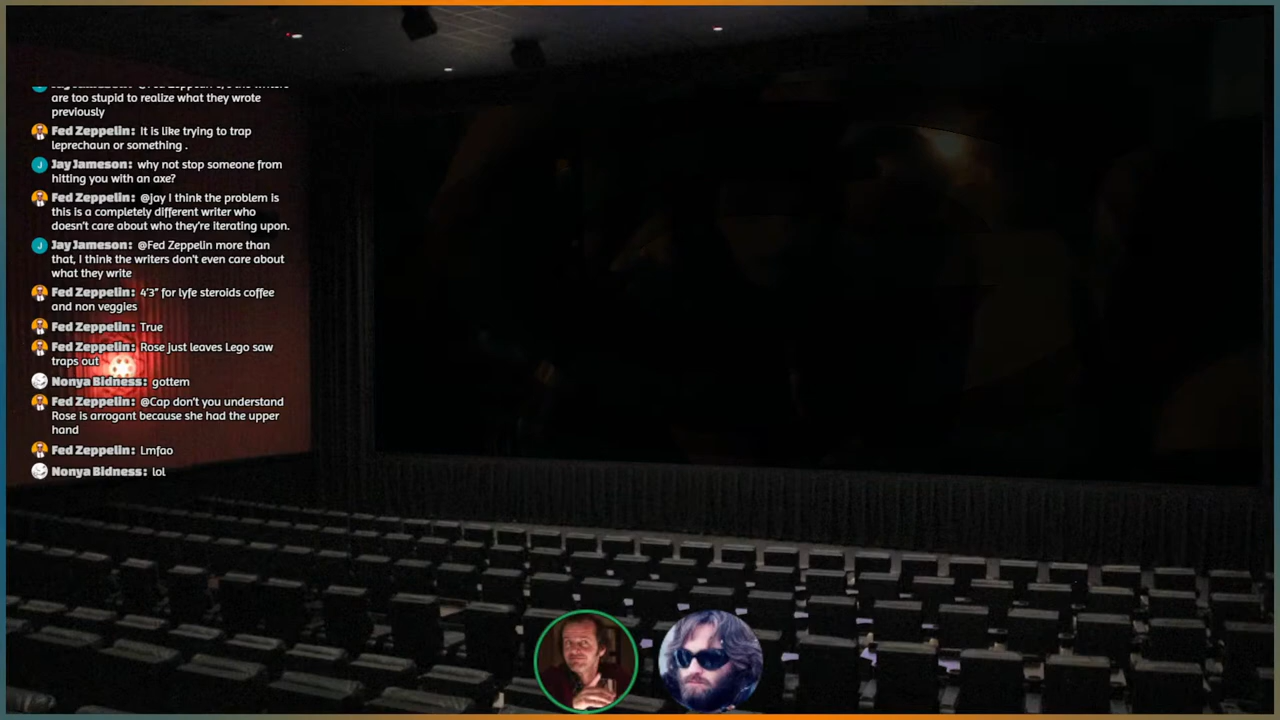 are too stupid to realize what they wrote
previously
Fed Zeppelin: It is like trying to trap
leprechaun or something .
Jay Jameson: why not stop someone from
hitting you with an axe?
Fed Zeppelin: @jay I think the problem is
this is a completely different writer who
doesn't care about who they're iterating upon.
J Jay Jameson: @Fed Zeppelin more than
that, I think the writers don't even care about
what they write
Fed Zeppelin: 4'3" for lyfe steroids coffee
and non veggies
Fed Zeppelin: True
Fed Zeppelin: Rose just leaves Lego saw
traps out
Nonya Bidness: gottem
Fed Zeppelin: @Cap don't you understand
Rose is arrogant because she had the upper
hand
Fed Zeppelin: Lmfao
Nonya Bidness: lol